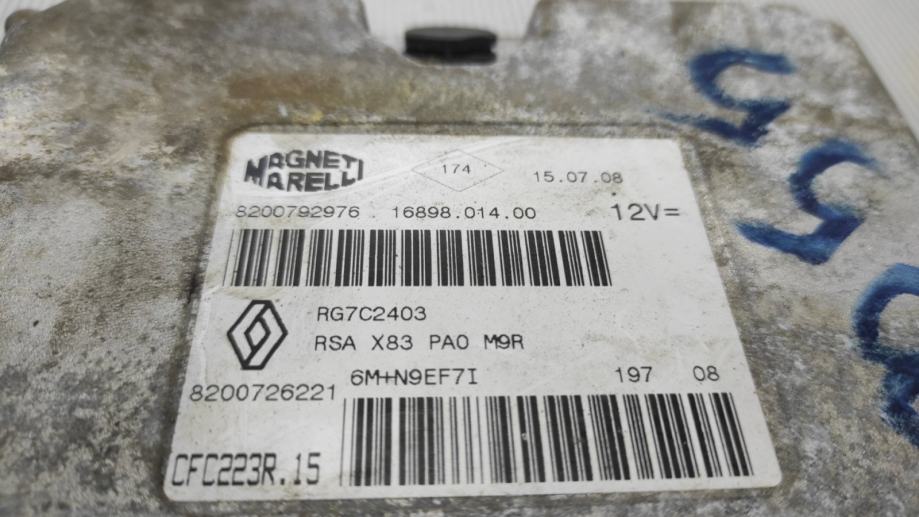 MAGNETI
MARELLI
174
15.07.08
8200792976 16898.014.00 12V=
RG7C2403
RSA X83 PA0 M9R
6M+N9EF7I 197 08
8200726221
CFC223R.15
55